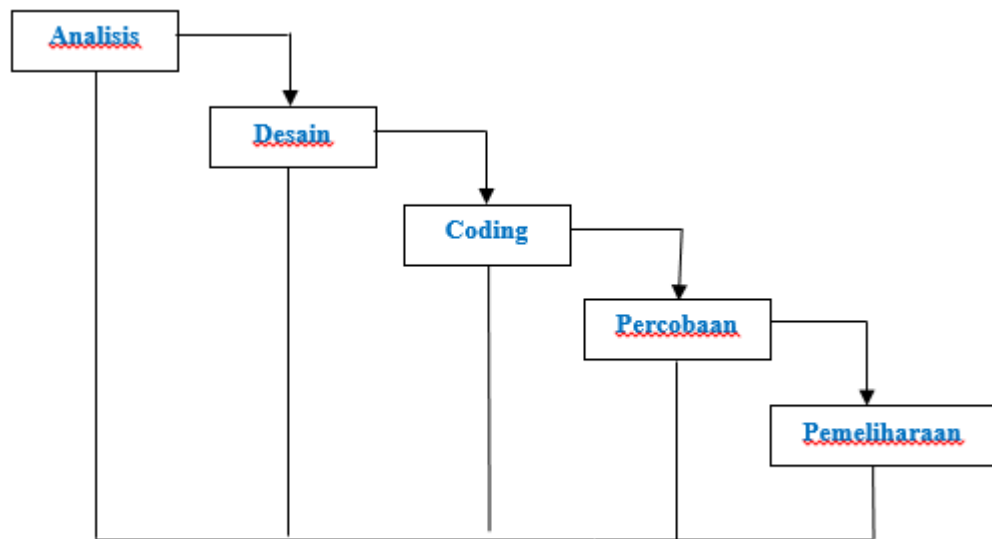 Analisis
Desain
Coding
Percobaan
Pemeliharaan